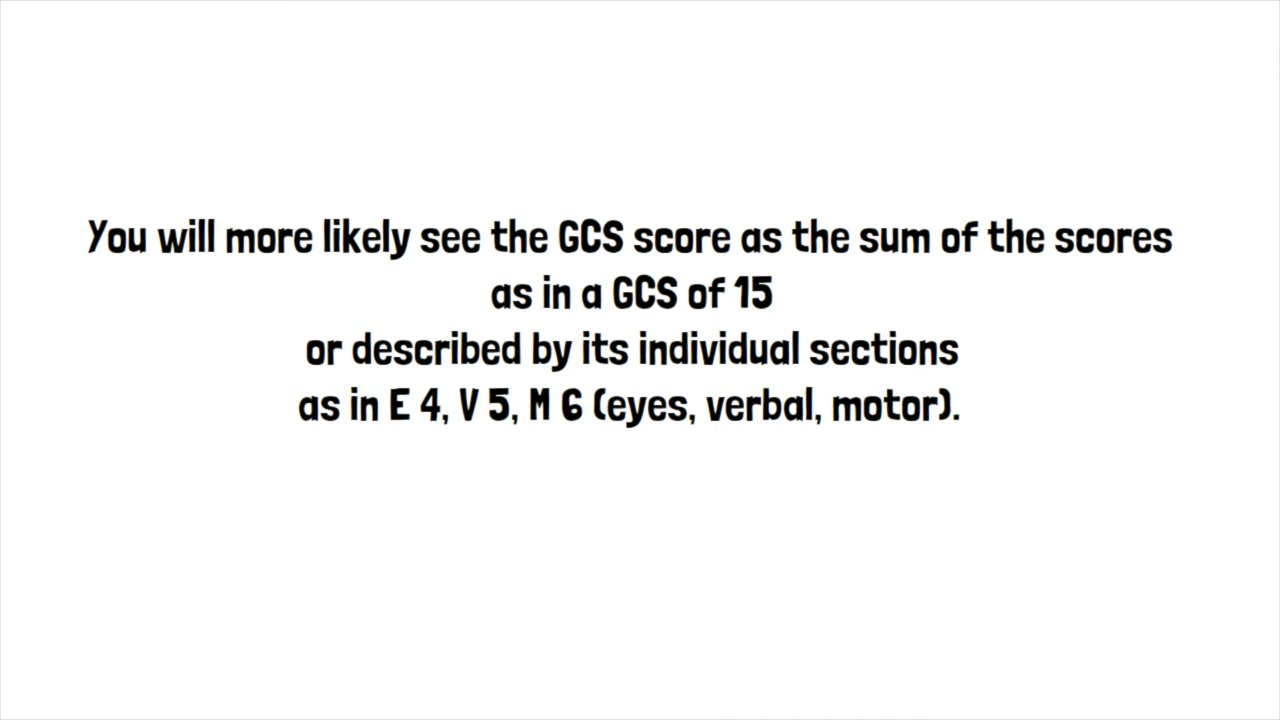 You will more likely see the GCS score as the sum of the scores
as in a GCS of 15
or described by its individual sections
as in E 4, V 5, M 6 (eyes, verbal, motor).